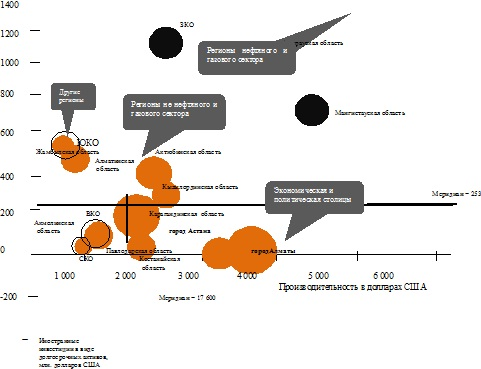 1400
1200
1000
800
600
400
200
0
-200
ЗКО
Регионы нефтяного и
газового сектора
область
Другие
регионы
Регионы не нефтяного и
газового сектора
Мангистауская область
ЮКО
Жамбылская область
Алматинская
область
Актюбинская область
Кызылординская область
Экономическая и
политическая столицы
Медиана = 253
Акмолинская
область
ВКО
Карагандинская область
город Астана
СКО
Павлодарская область
Костанайская
область
город Алматы
1 000
2 000
3 000
4 000
5 000
6 000
Производительность в долларах США
Медиана = 17 600
Иностранные
инвестиции в виде
долгосрочных активов,
млн. долларов США